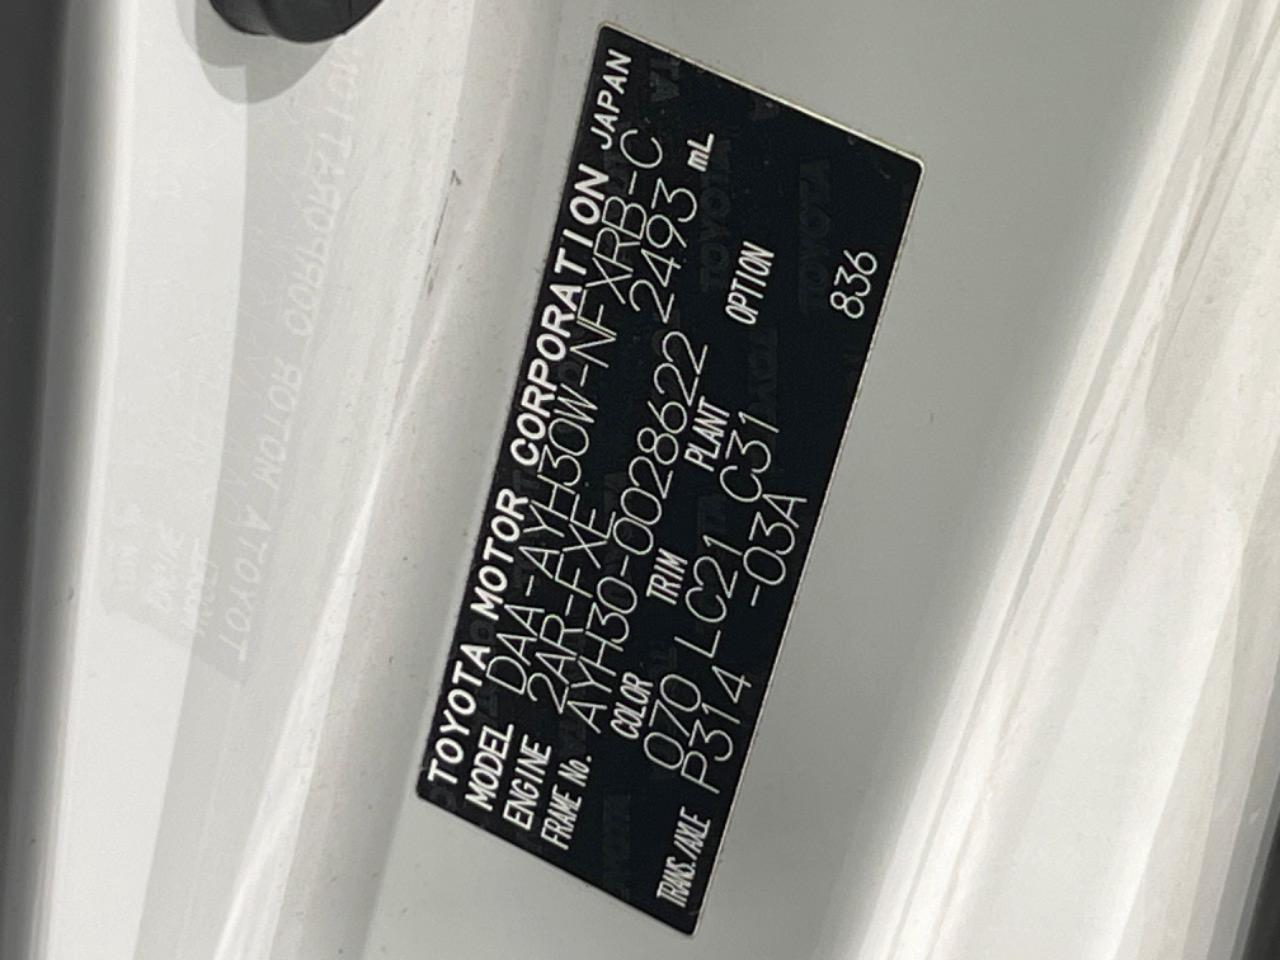 TOYOTA MOTOR CORPORATION JAPAN
MODEL DAA-AYH30W-NFXRB-C
ENGINE 2AR-FXE 2493 mL
FRAME No. AYH30-0028622
COLOR TRIM PLANT OPTION
070 LC21 C31
TRANS./AXLE P314 -03A
836